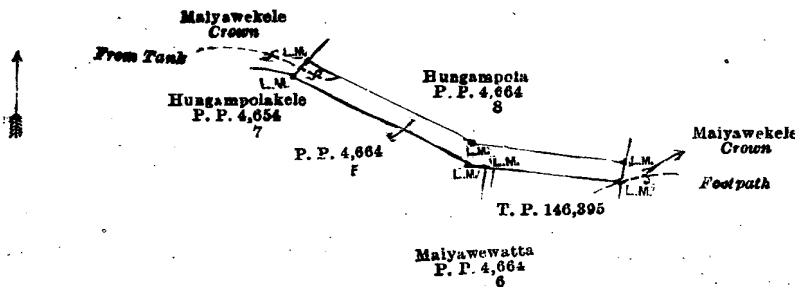 Maiyawekele
Crown
From Tank
L.M.
L.M.
Hungampola
P. P. 4,664
8
Hungampolakele
P. P. 4,654
7
P. P. 4,664
Maiyawekele
Crown
L.M.
L.M.
L.M.
L.M.
L.M.
Footpath
T. P. 146,395
Maiyawewatta
P. P. 4,664
6